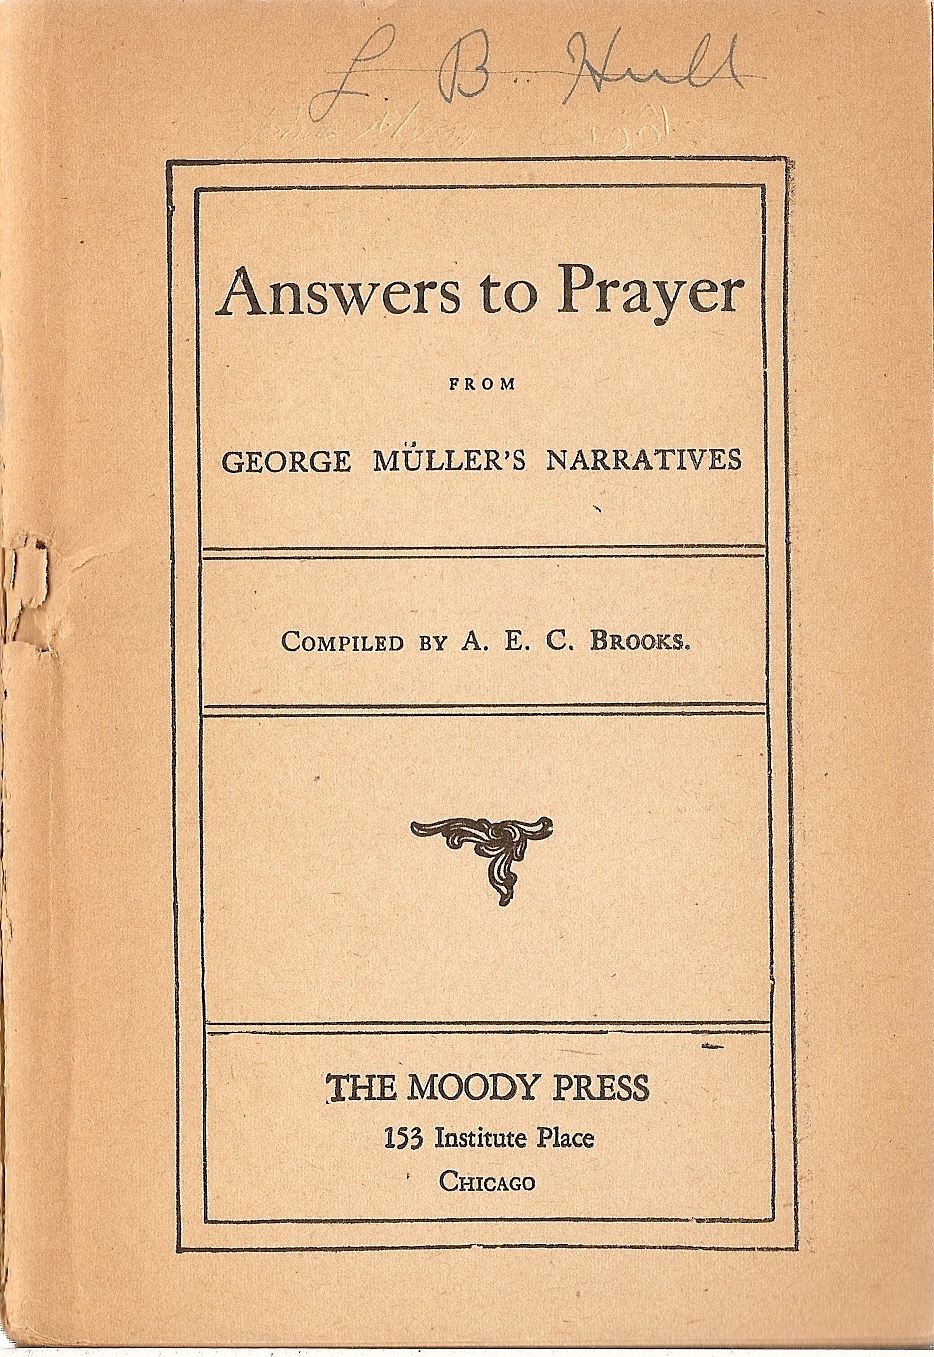 L. B. Hull
Answers to Prayer
FROM
GEORGE MÜLLER'S NARRATIVES
COMPILED BY A. E. C. BROOKS.
THE MOODY PRESS
153 Institute Place
CHICAGO